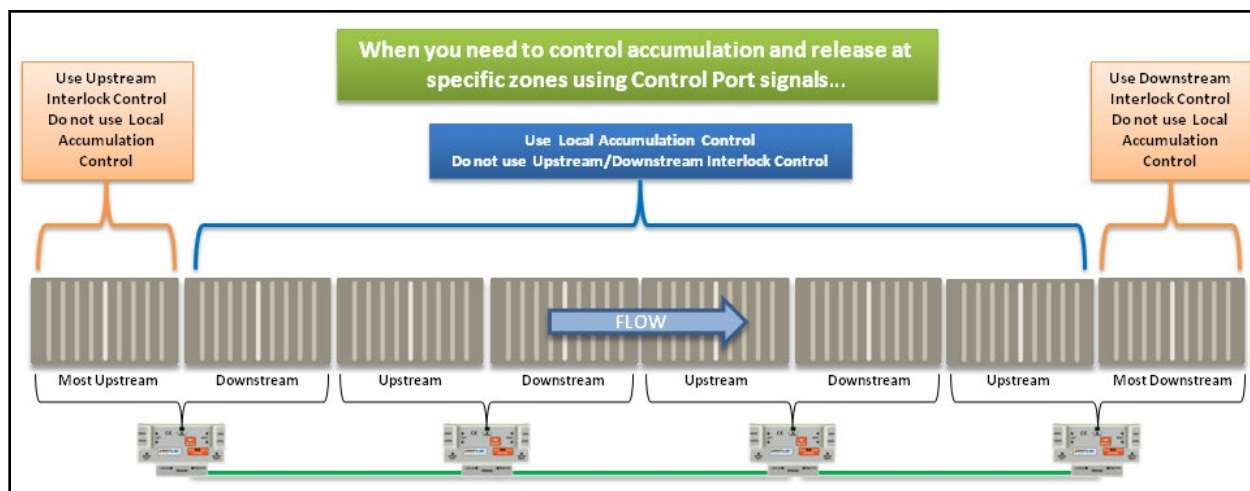 When you need to control accumulation and release at
specific zones using Control Port signals...
Use Upstream
Interlock Control
Do not use Local
Accumulation
Control
Use Local Accumulation Control
Do not use Upstream/Downstream Interlock Control
Use Downstream
Interlock Control
Do not use Local
Accumulation
Control
FLOW
Most Upstream
Downstream
Upstream
Downstream
Upstream
Downstream
Upstream
Most Downstream